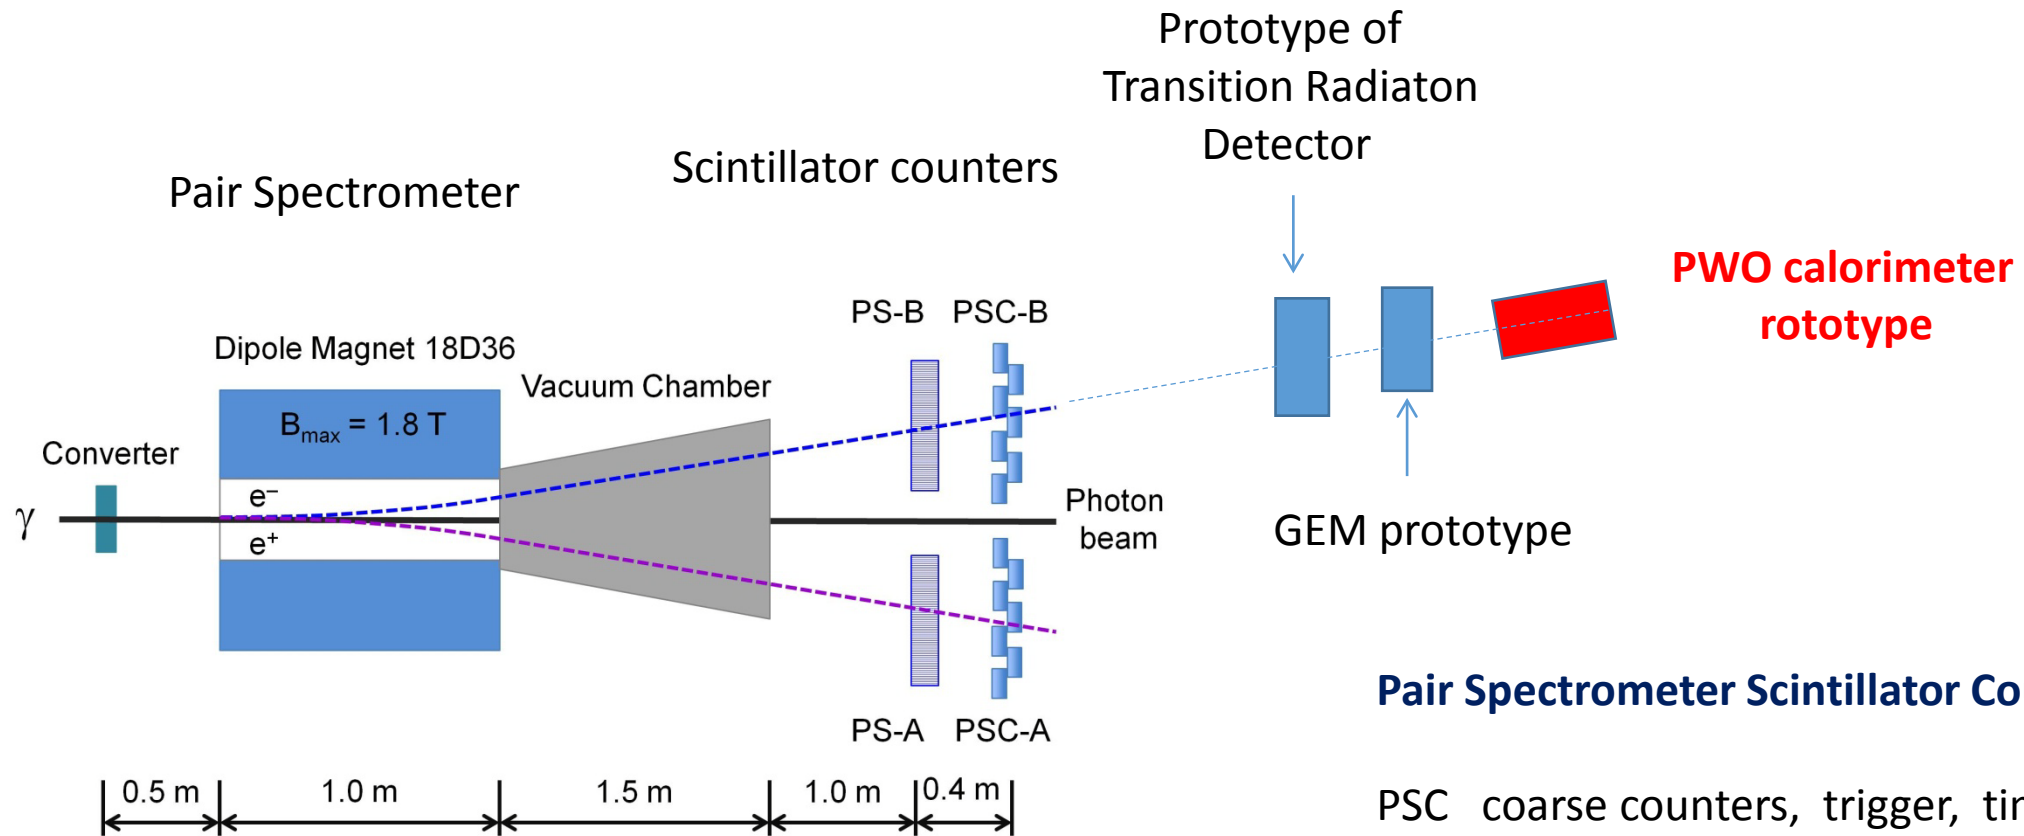 Prototype of
Transition Radiaton
Detector
Pair Spectrometer
Scintillator counters
PWO calorimeter
rototype
PS-B
PSC-B
Dipole Magnet 18D36
Vacuum Chamber
Bmax = 1.8 T
Converter
e–
γ
e+
Photon
beam
GEM prototype
PS-A
PSC-A
Pair Spectrometer Scintillator Co
0.5 m
1.0 m
1.5 m
1.0 m
0.4 m
PSC coarse counters, trigger, tin